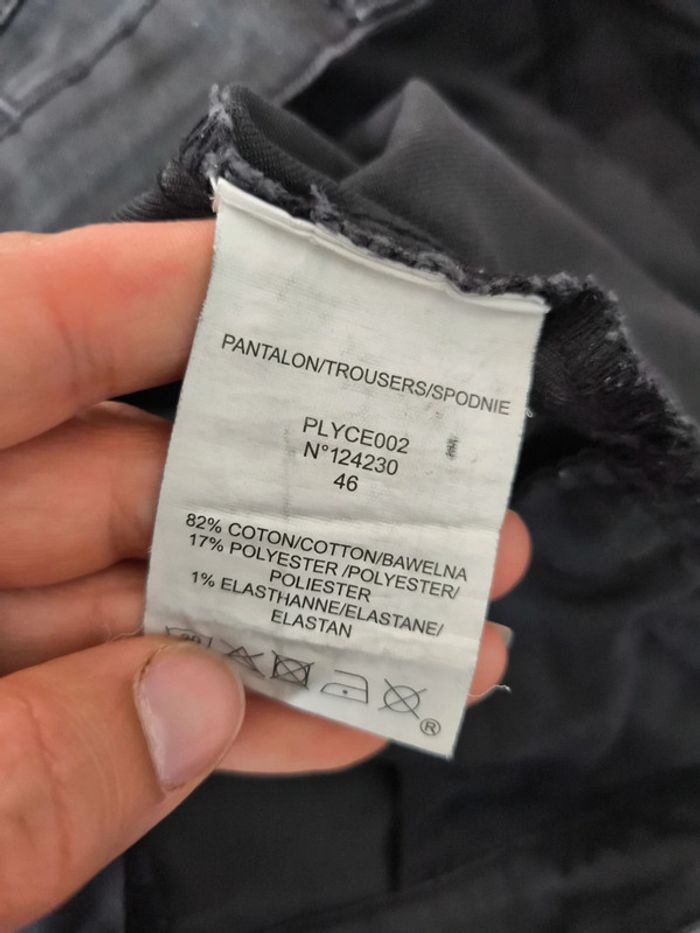 PANTALON/TROUSERS/SPODNIE
PLYCE002
N°124230
46
82% COTON/COTTON/BAWELNA
17% POLYESTER /POLYESTER/
POLIESTER
1% ELASTHANNE/ELASTANE/
ELASTAN
®